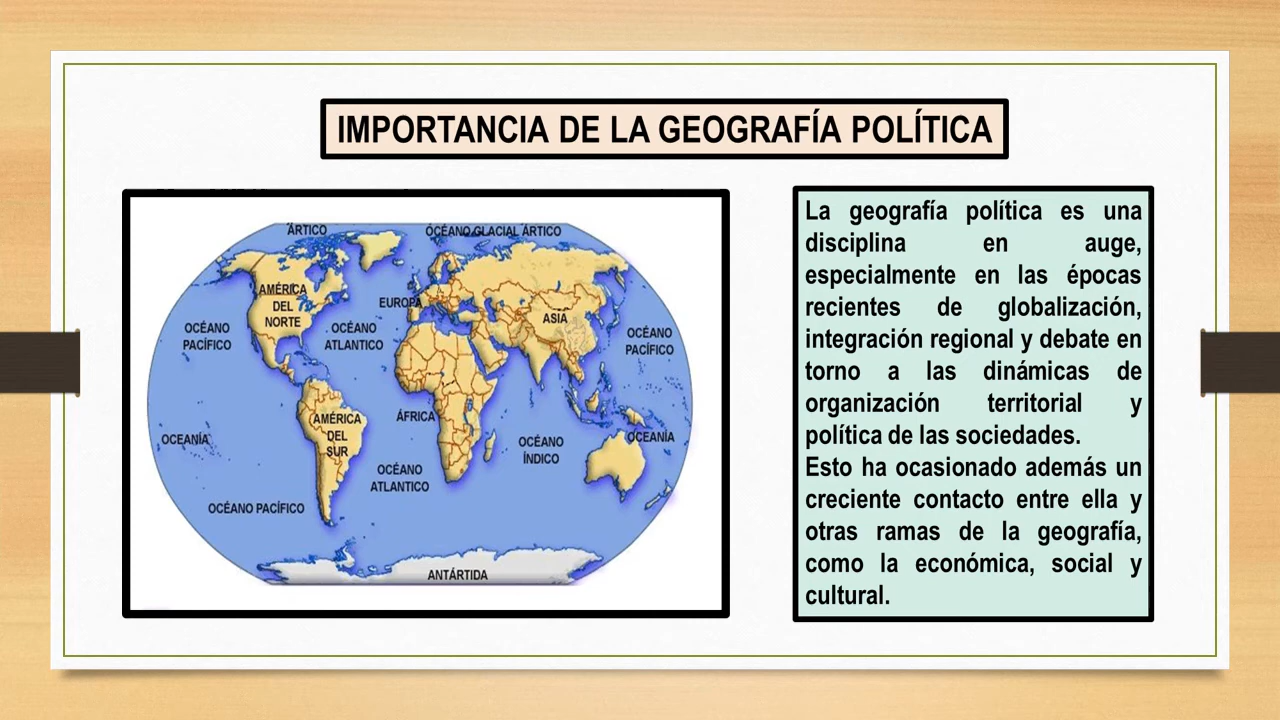 IMPORTANCIA DE LA GEOGRAFÍA POLÍTICA
ÁRTICO
OCÉANO GLACIAL ÁRTICO
AMÉRICA
DEL
NORTE
EUROPA
ASIA
OCÉANO
PACÍFICO
OCÉANO
ATLANTICO
OCÉANO
PACÍFICO
AMÉRICA
DEL
SUR
ÁFRICA
OCEANÍA
OCÉANO
ÍNDICO
OCEANÍA
OCÉANO
ATLANTICO
OCÉANO PACÍFICO
ANTÁRTIDA
La geografía política es una
disciplina en auge,
especialmente en las épocas
recientes de globalización,
integración regional y debate en
torno a las dinámicas de
organización territorial y
política de las sociedades.
Esto ha ocasionado además un
creciente contacto entre ella y
otras ramas de la geografía,
como la económica, social y
cultural.